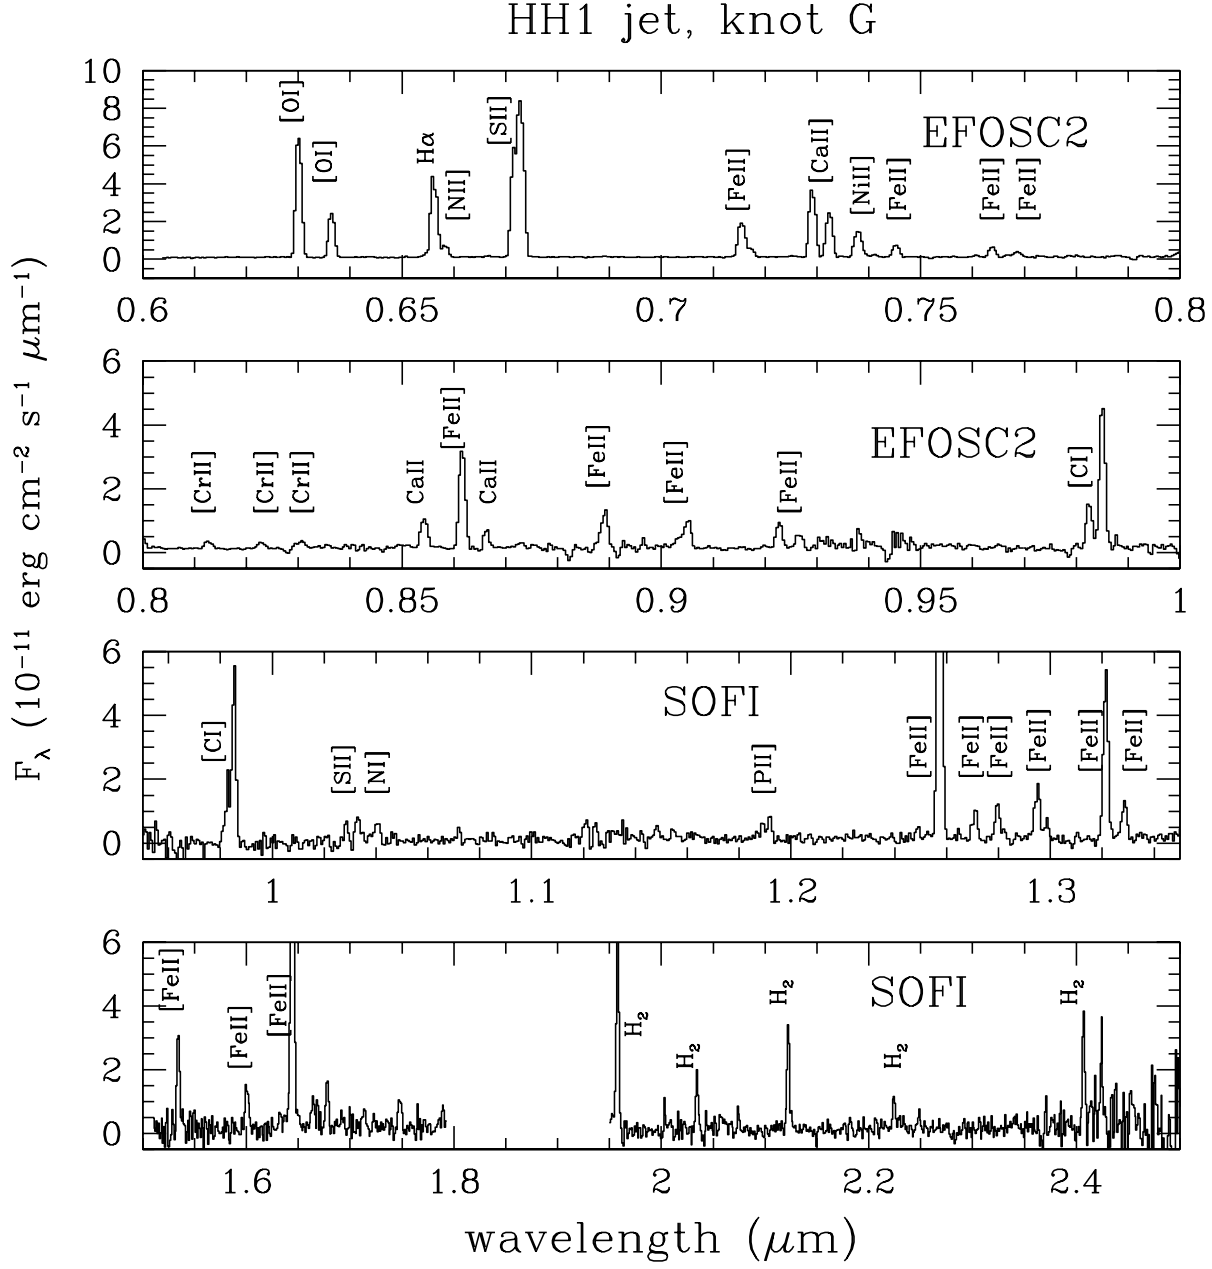 HH1 jet, knot G
F_λ (10⁻¹¹ erg cm⁻² s⁻¹ μm⁻¹)
10
8
6
4
2
0
[OI]
[OI]
Hα
[NII]
[SII]
[FeII]
[CaII]
[NiII]
[FeII]
[FeII]
[FeII]
EFOSC2
0.6 0.65 0.7 0.75 0.8
6
4
2
0
[CrII]
[CrII]
[CrII]
CaII
[FeII]
CaII
[FeII]
[FeII]
[FeII]
EFOSC2
[CI]
0.8 0.85 0.9 0.95 1
6
4
2
0
[CI]
[SII]
[NI]
SOFI
[PII]
[FeII]
[FeII]
[FeII]
[FeII]
[FeII]
[FeII]
1 1.1 1.2 1.3
6
4
2
0
[FeII]
[FeII]
[FeII]
H₂
H₂
H₂
H₂
SOFI
H₂
1.6 1.8 2 2.2 2.4
wavelength (μm)